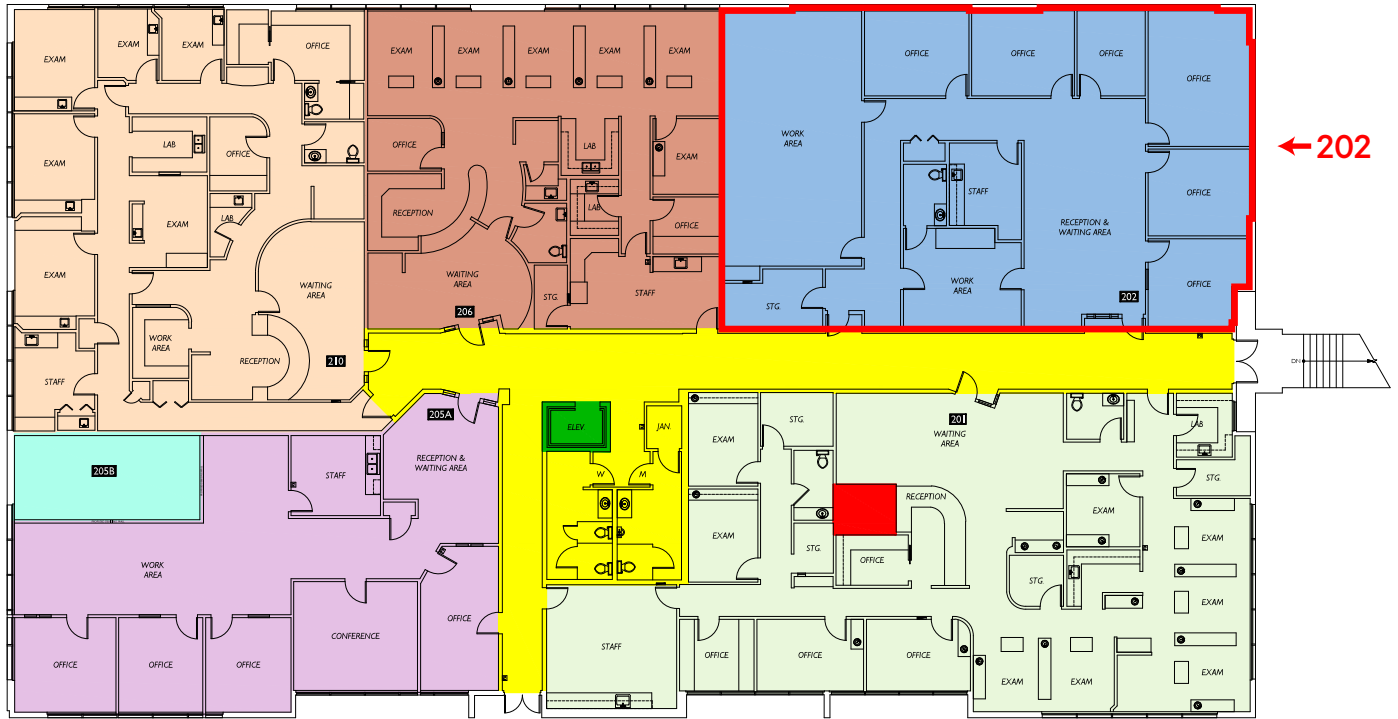 EXAM
EXAM
EXAM
OFFICE
EXAM
EXAM
EXAM
EXAM
EXAM
OFFICE
OFFICE
OFFICE
OFFICE
WORK
AREA
← 202
LAB
OFFICE
EXAM
OFFICE
LAB
EXAM
STAFF
OFFICE
LAB
EXAM
RECEPTION
LAB
OFFICE
RECEPTION &
WAITING AREA
EXAM
WAITING
AREA
WAITING
AREA
STG.
STAFF
STG.
WORK
AREA
OFFICE
202
206
WORK
AREA
RECEPTION
210
STAFF
DN
205A
ELEV.
JAN.
STG.
201
WAITING
AREA
LAB
EXAM
205B
STAFF
RECEPTION &
WAITING AREA
W
M
STG.
RECEPTION
EXAM
EXAM
STG.
OFFICE
EXAM
WORK
AREA
STG.
EXAM
OFFICE
CONFERENCE
STAFF
OFFICE
OFFICE
OFFICE
OFFICE
OFFICE
OFFICE
EXAM
EXAM
EXAM